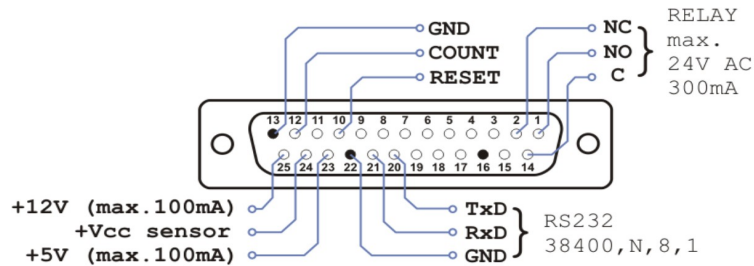 GND
COUNT
RESET
NC
NO
C
RELAY
max.
24V AC
300mA
13 12 11 10 9 8 7 6 5 4 3 2 1
25 24 23 22 21 20 19 18 17 16 15 14
+12V (max.100mA)
+Vcc sensor
+5V (max.100mA)
TxD
RxD
GND
RS232
38400,N,8,1